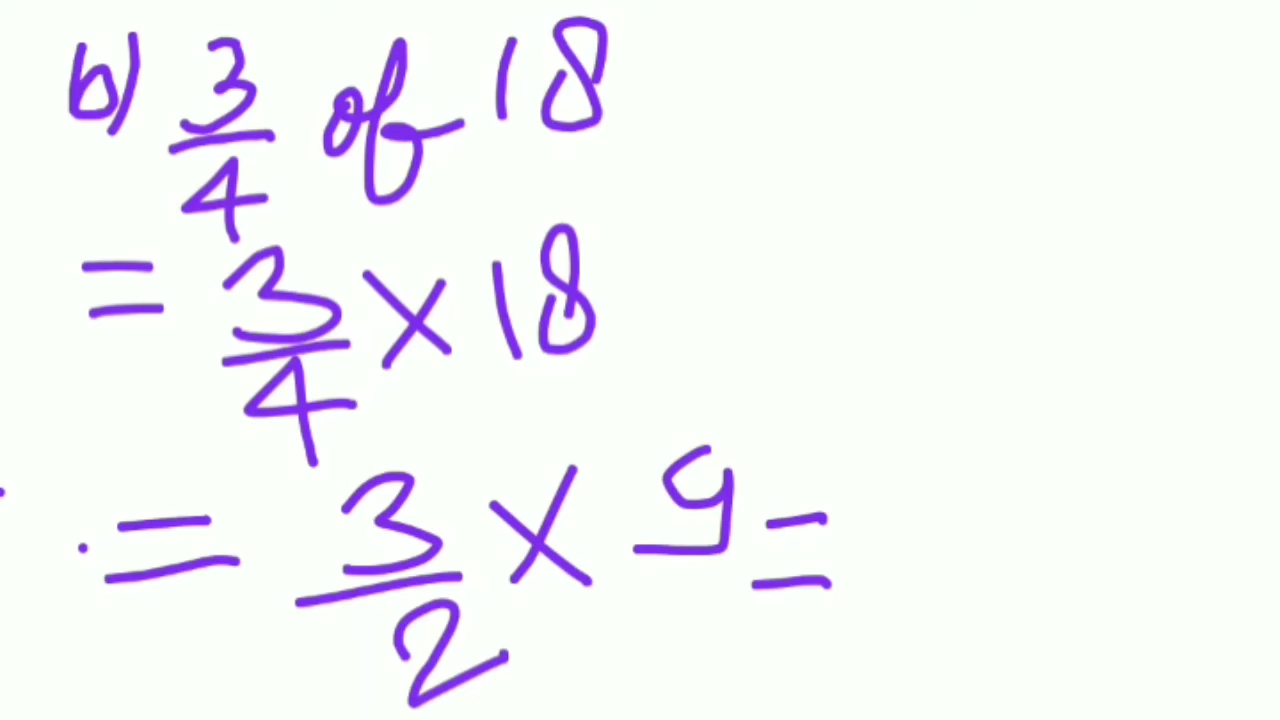 b) 3/4 of 18
= 3/4 × 18
= 3/2 × 9 =